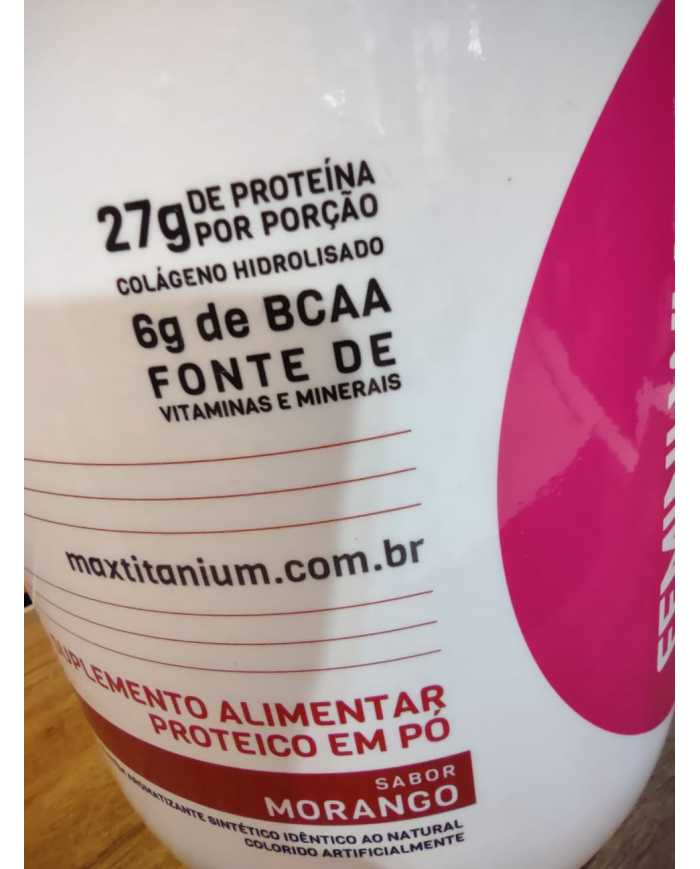 27g DE PROTEÍNA
POR PORÇÃO
COLÁGENO HIDROLISADO
6g de BCAA
FONTE DE
VITAMINAS E MINERAIS
maxtitanium.com.br
SUPLEMENTO ALIMENTAR
PROTEICO EM PÓ
SABOR
MORANGO
AROMATIZANTE SINTÉTICO IDÊNTICO AO NATURAL
COLORIDO ARTIFICIALMENTE